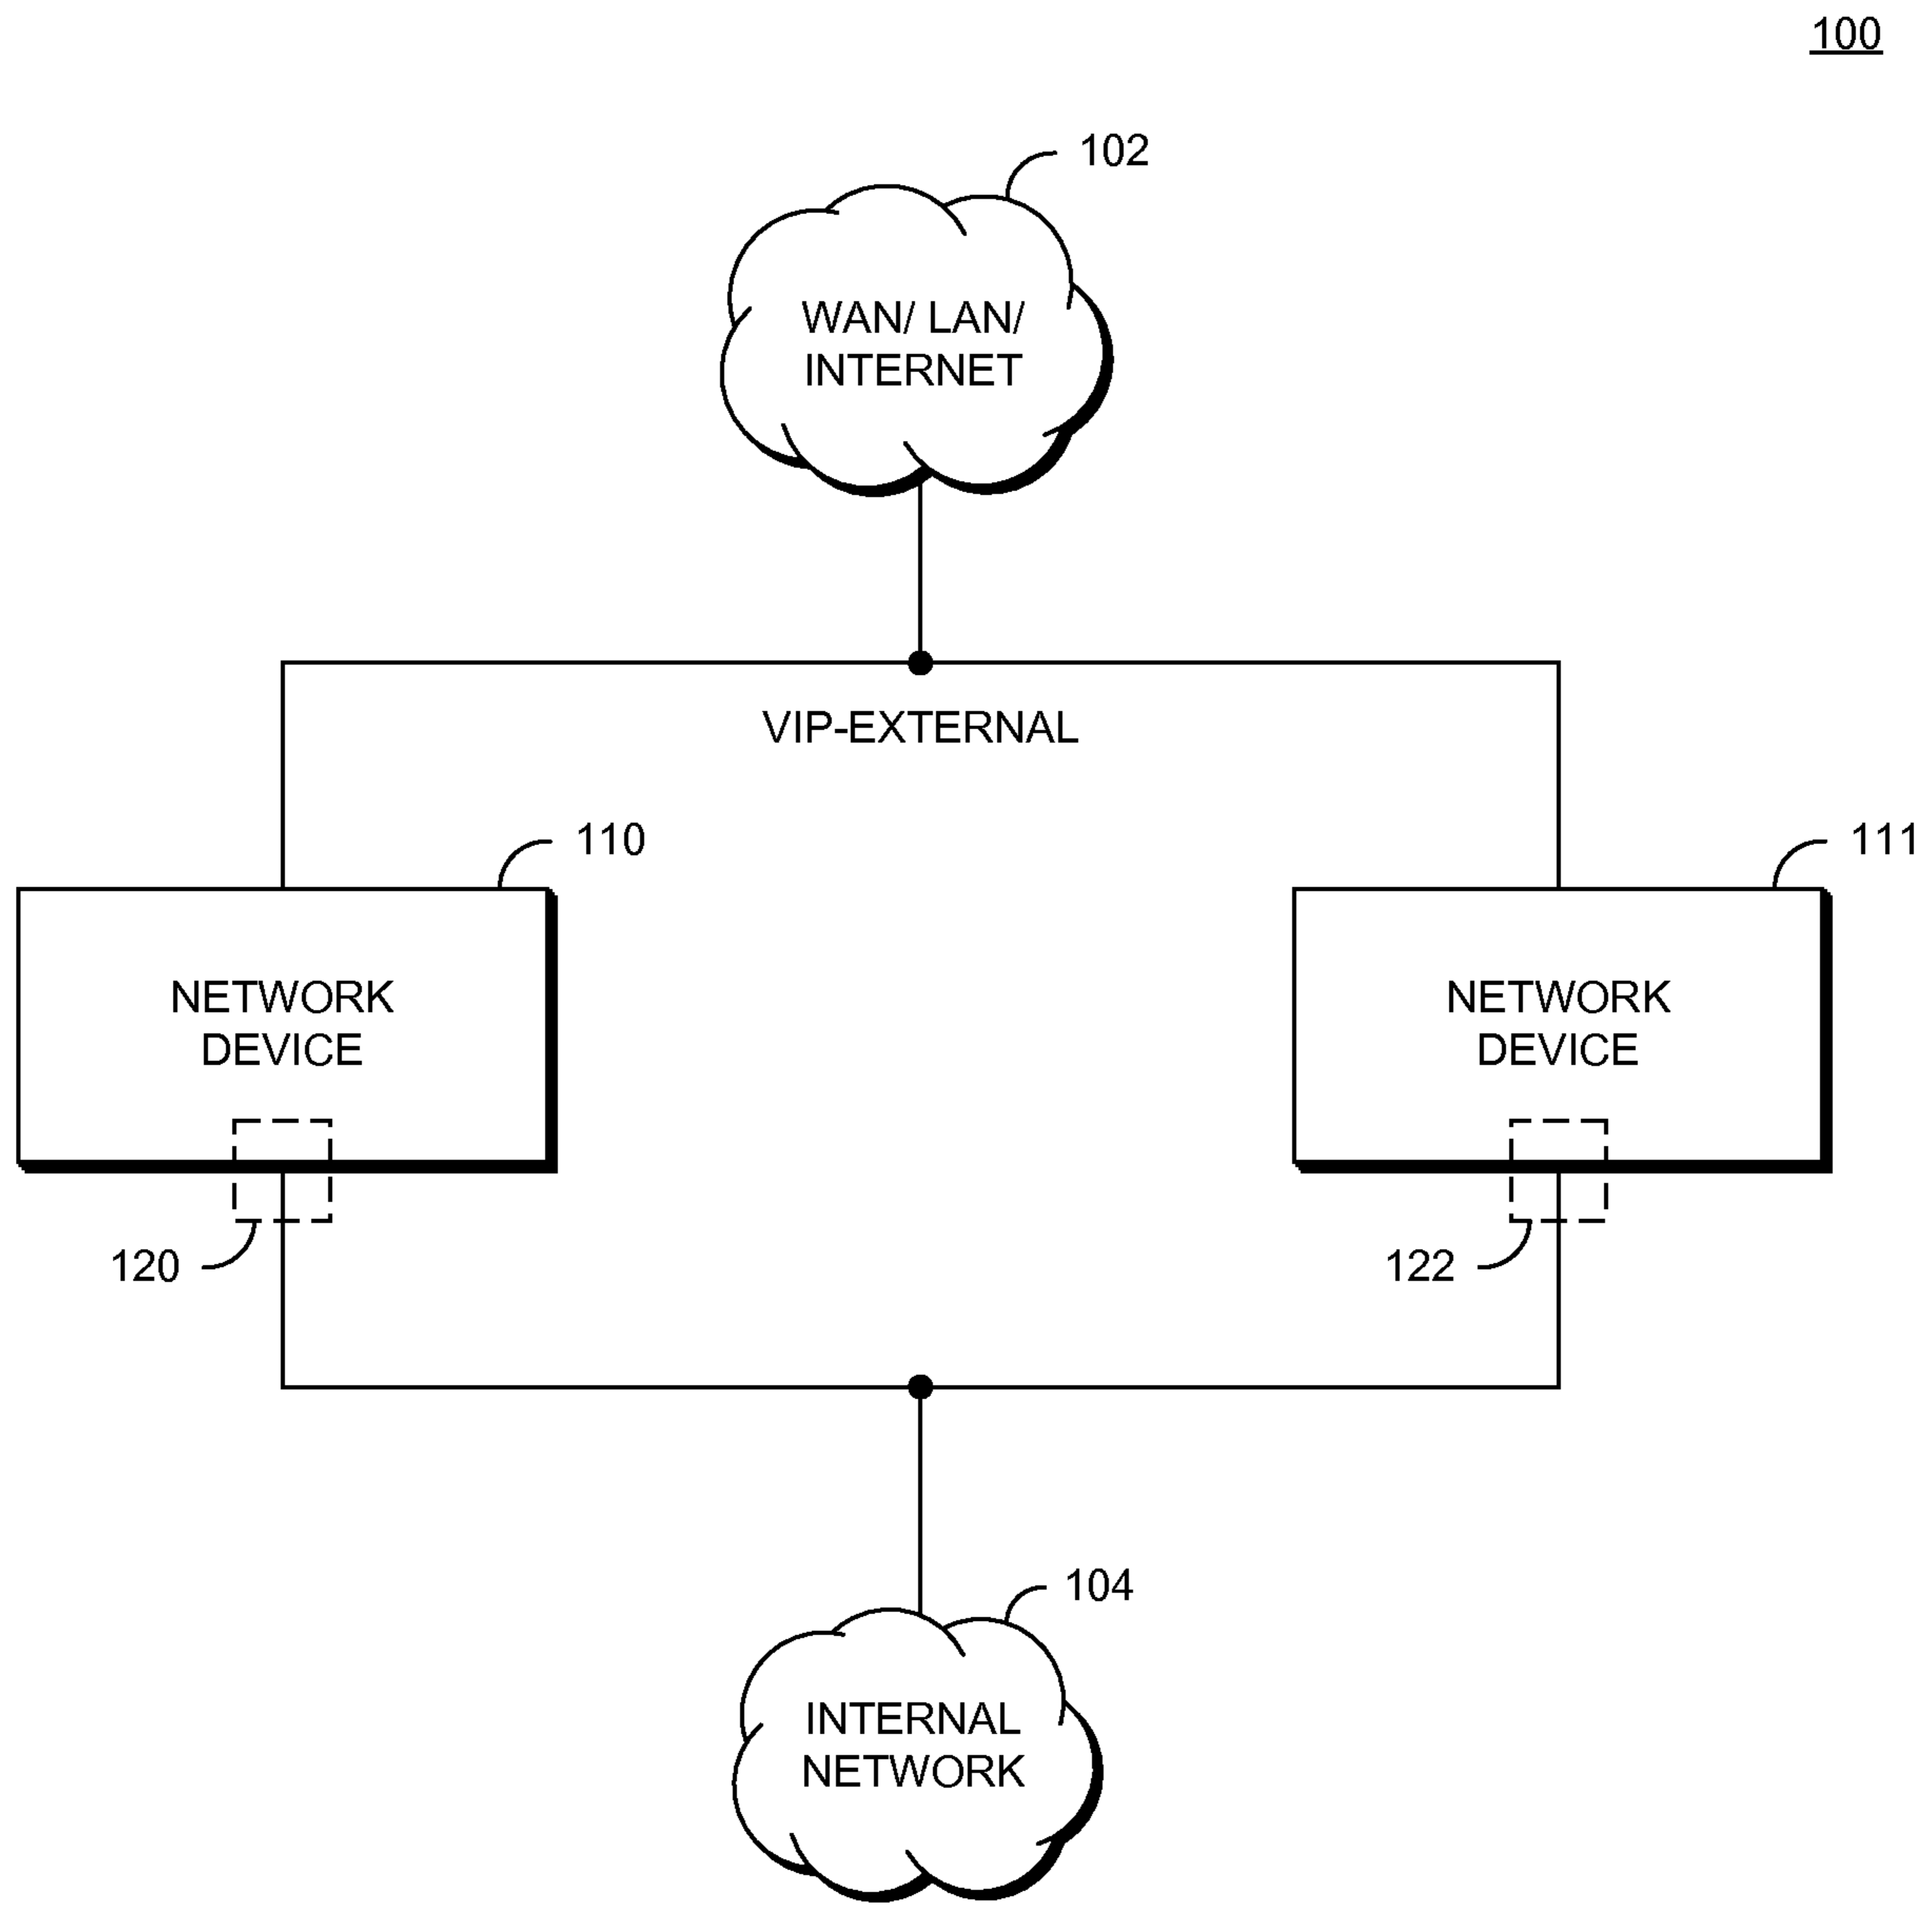 100
102
WAN/ LAN/
INTERNET
VIP-EXTERNAL
110
111
NETWORK
DEVICE
NETWORK
DEVICE
120
122
104
INTERNAL
NETWORK